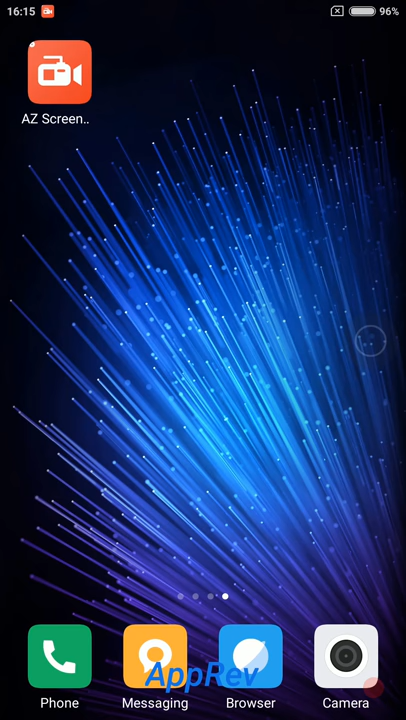 16:15
96%
AZ Screen..
AppRev
Phone
Messaging
Browser
Camera